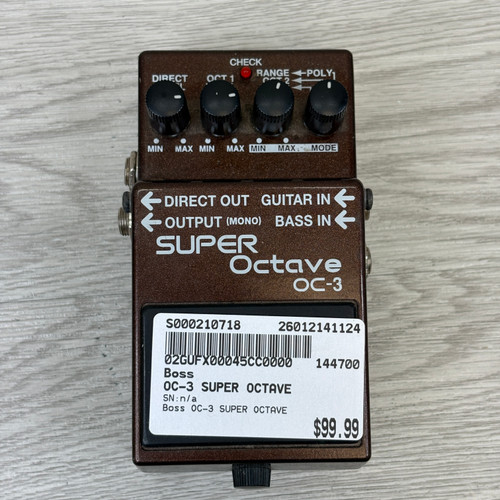 CHECK
DIRECT OCT 1 RANGE POLY
OCT 2
MIN MAX MIN MAX MIN MAX MODE
DIRECT OUT GUITAR IN
OUTPUT (MONO) BASS IN
SUPER
Octave
OC-3
S000210718 26012141124
02GUFX00045CC0000 144700
Boss
OC-3 SUPER OCTAVE
SN:n/a
Boss OC-3 SUPER OCTAVE
$99.99